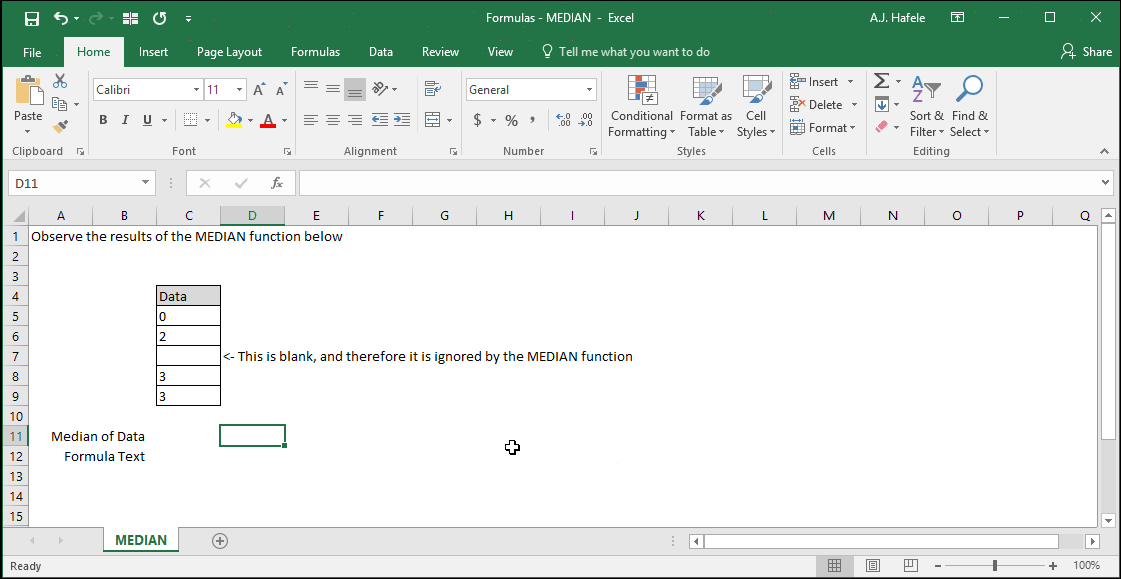 Formulas - MEDIAN - Excel
A.J. Hafele
File Home Insert Page Layout Formulas Data Review View Tell me what you want to do Share
Paste
Calibri 11
B I U A
General
$ % ,
Conditional Formatting
Format as Table
Cell Styles
Insert
Delete
Format
Sort & Filter
Find & Select
Clipboard Font Alignment Number Styles Cells Editing
D11 fx
A B C D E F G H I J K L M N O P Q
1 Observe the results of the MEDIAN function below
2
3
4 Data
5 0
6 2
7 <- This is blank, and therefore it is ignored by the MEDIAN function
8 3
9 3
10
11 Median of Data
12 Formula Text
13
14
15
MEDIAN
Ready 100%